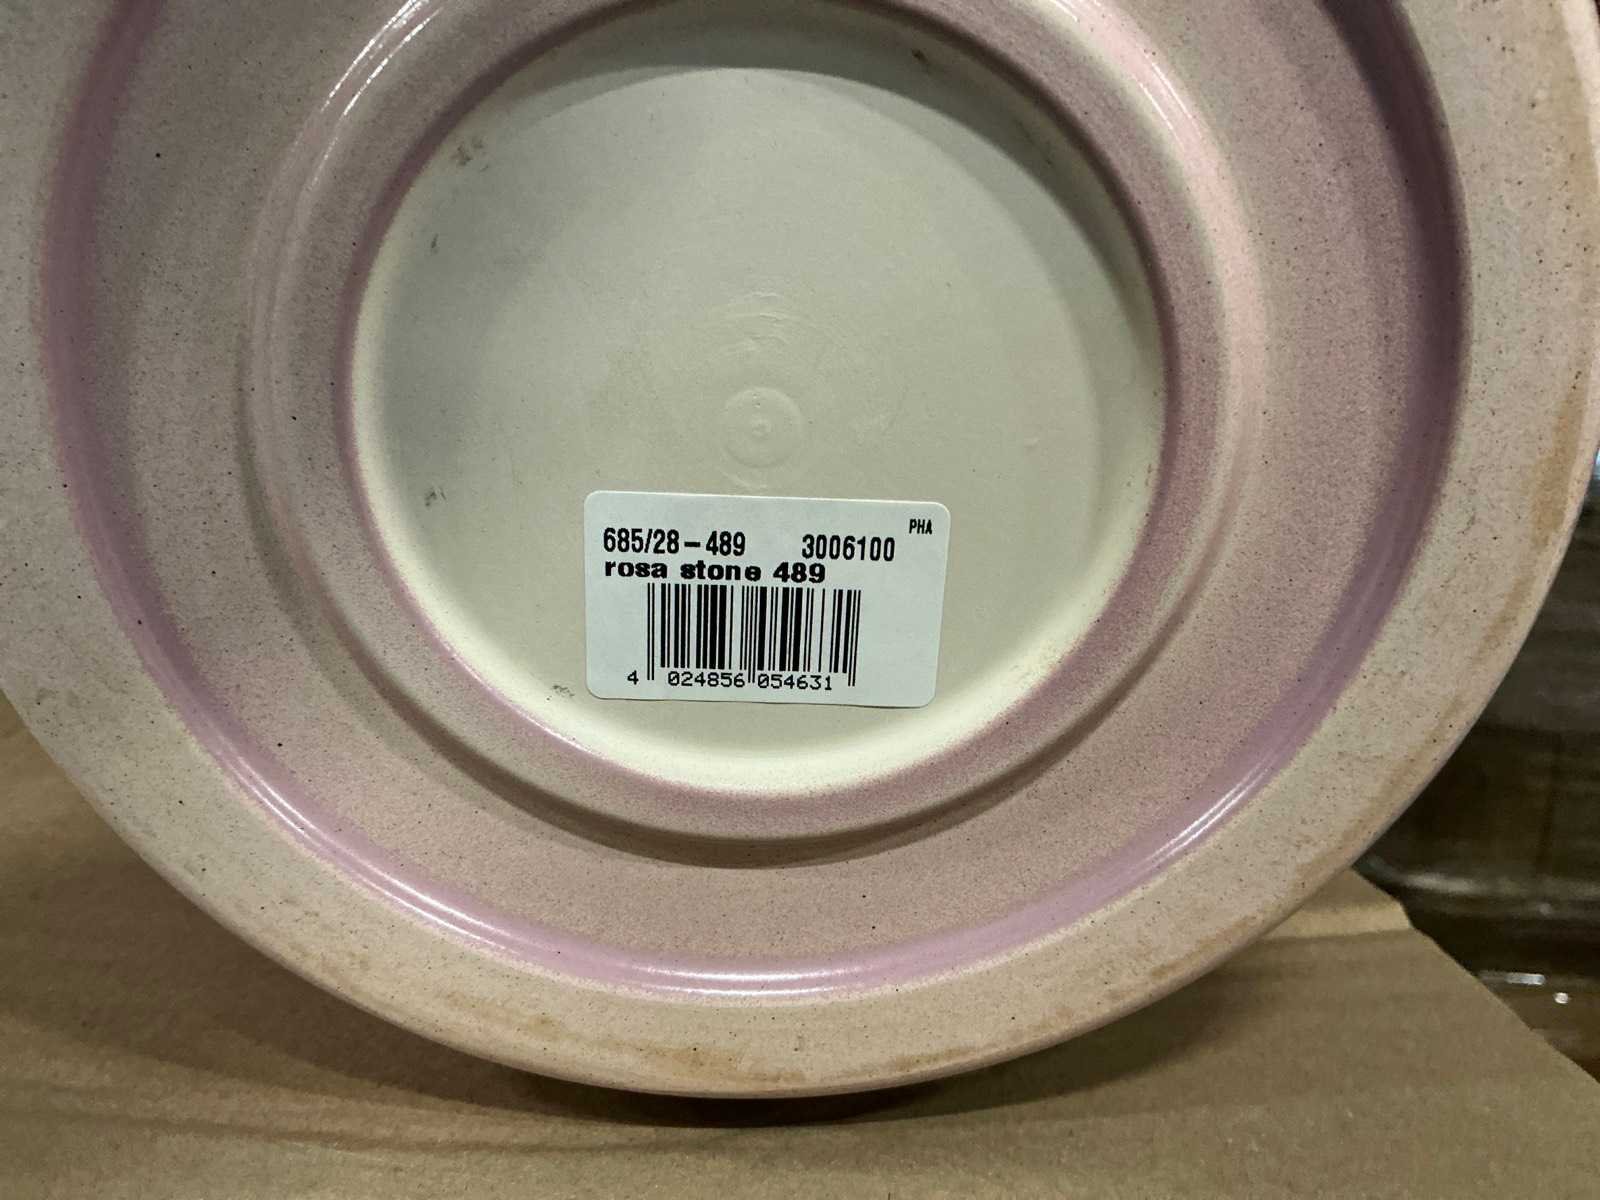 PHA
685/28-489 3006100
rosa stone 489
4 024856 054631